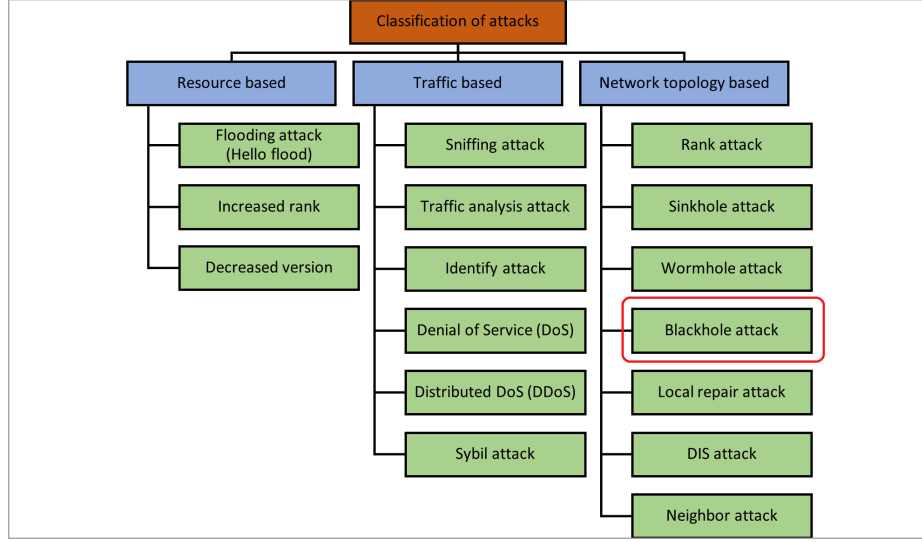 Classification of attacks
Resource based
Traffic based
Network topology based
Flooding attack
(Hello flood)
Increased rank
Decreased version
Sniffing attack
Traffic analysis attack
Identify attack
Denial of Service (DoS)
Distributed DoS (DDoS)
Sybil attack
Rank attack
Sinkhole attack
Wormhole attack
Blackhole attack
Local repair attack
DIS attack
Neighbor attack